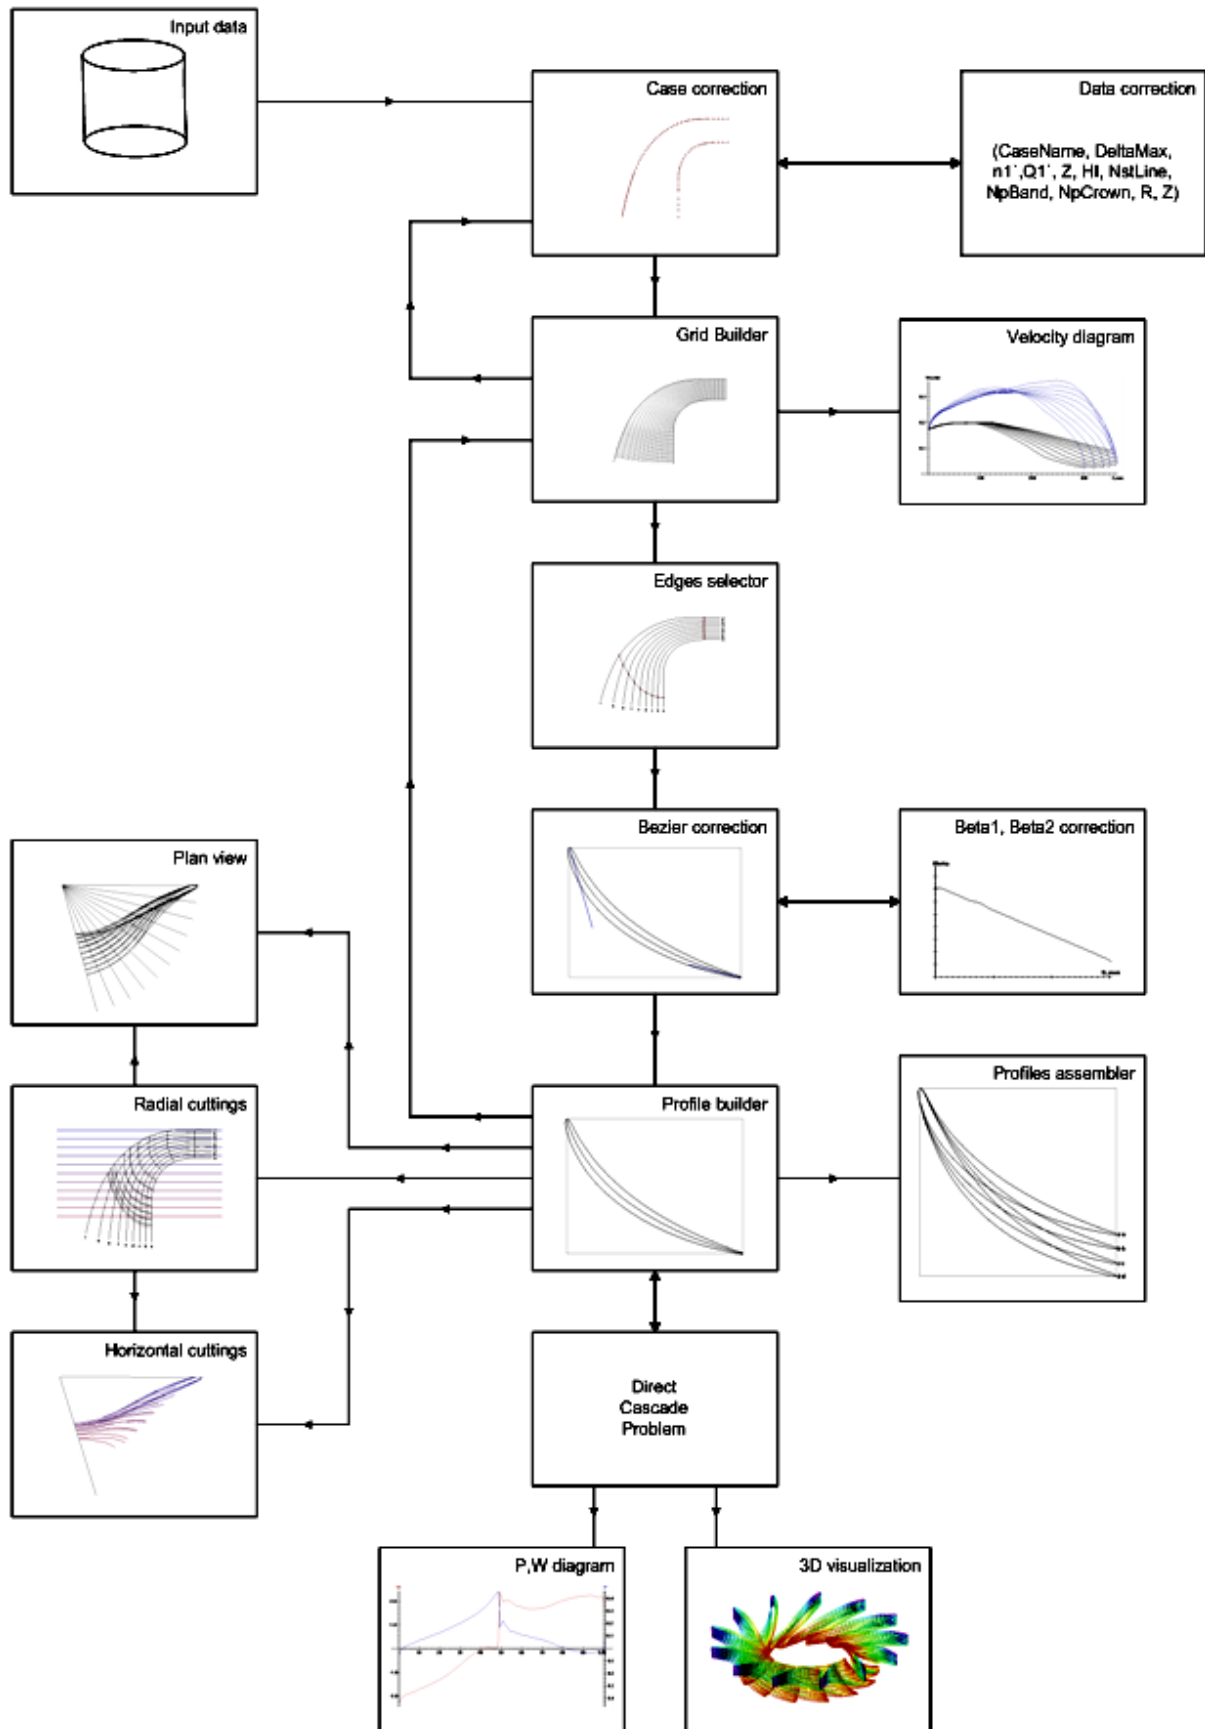 Input data
Case correction
Data correction
(CaseName, DeltaMax,
n1',Q1', Z, HI, NstLine,
NpBand, NpCrown, R, Z)
Grid Builder
Velocity diagram
Edges selector
Bezier correction
Beta1, Beta2 correction
Plan view
Radial cuttings
Profile builder
Profiles assembler
Horizontal cuttings
Direct
Cascade
Problem
P,W diagram
3D visualization